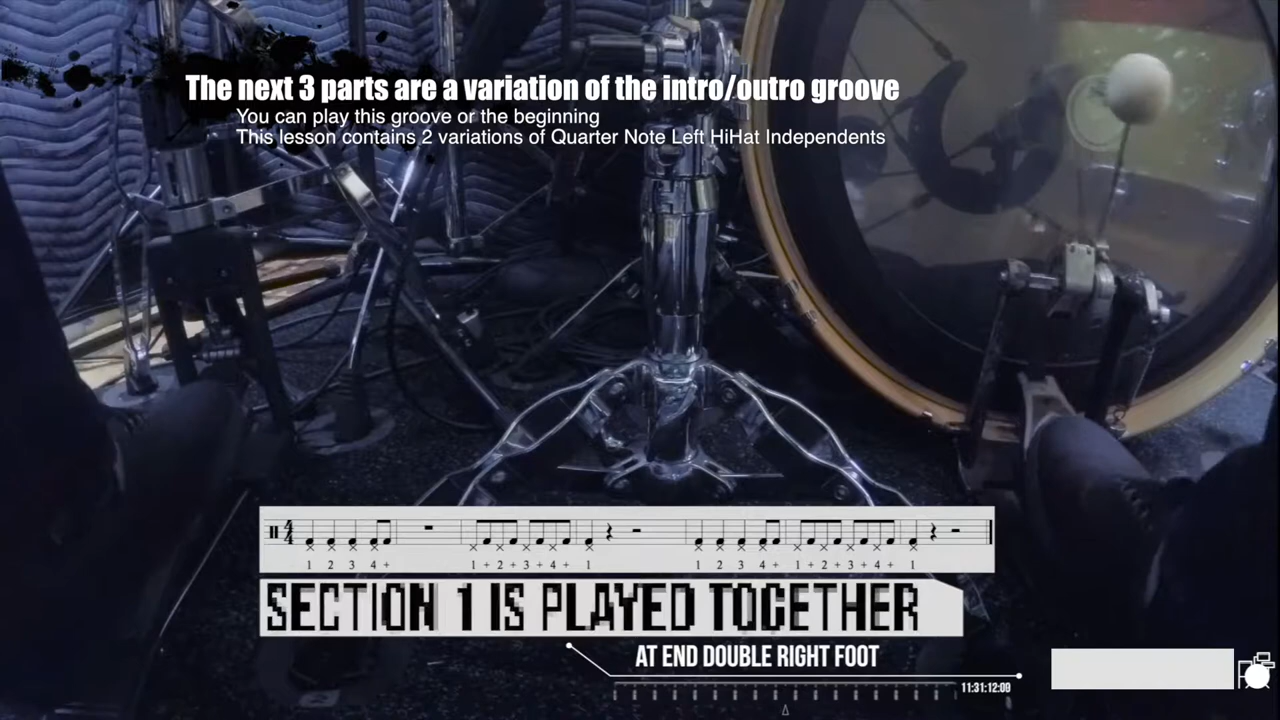 The next 3 parts are a variation of the intro/outro groove
You can play this groove or the beginning
This lesson contains 2 variations of Quarter Note Left HiHat Independents
4
4
1 2 3 4 + 1 + 2 + 3 + 4 + 1 1 2 3 4 + 1 + 2 + 3 + 4 + 1
SECTION 1 IS PLAYED TOGETHER
AT END DOUBLE RIGHT FOOT
11:31:12:00